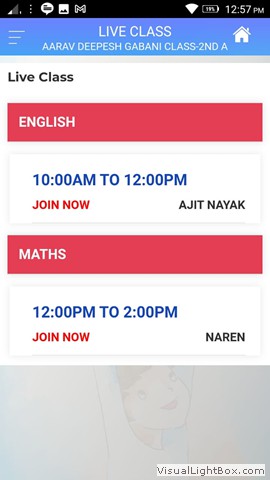 19% 12:57 PM
LIVE CLASS
AARAV DEEPESH GABANI CLASS-2ND A
Live Class
ENGLISH
10:00AM TO 12:00PM
JOIN NOW AJIT NAYAK
MATHS
12:00PM TO 2:00PM
JOIN NOW NAREN
VisualLightBox.com